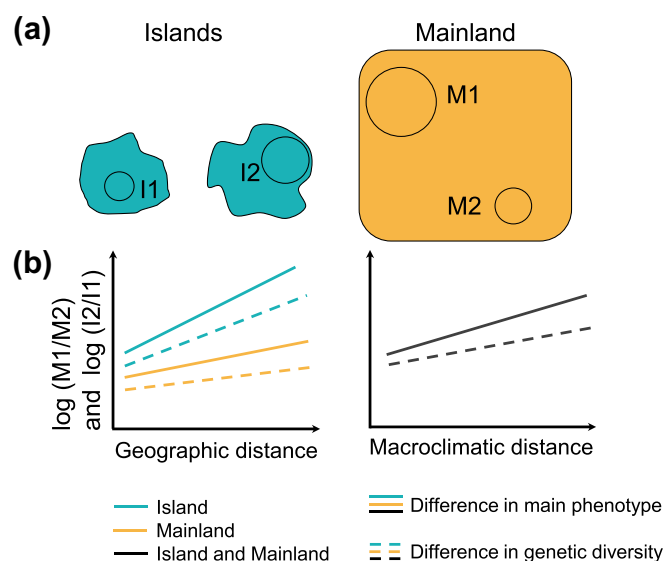 (a)
Islands
Mainland
M1
I1
I2
M2
(b)
log (M1/M2)
and log (I2/I1)
Geographic distance
Macroclimatic distance
Island
Mainland
Island and Mainland
Difference in main phenotype
Difference in genetic diversity